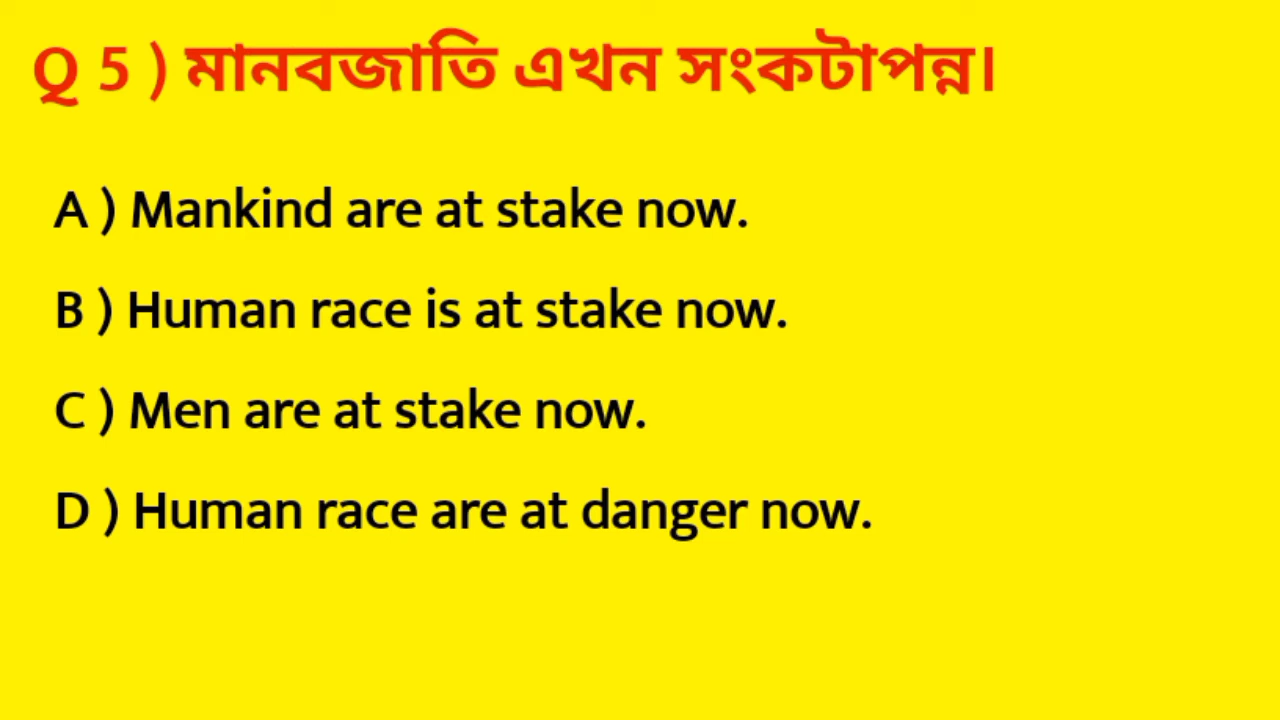 Q 5 ) মানবজাতি এখন সংকটাপন্ন।
A ) Mankind are at stake now.
B ) Human race is at stake now.
C ) Men are at stake now.
D ) Human race are at danger now.